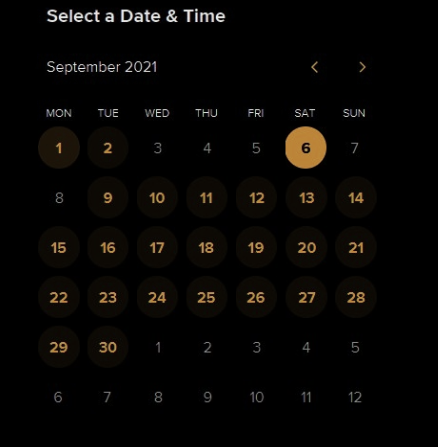 Select a Date & Time
September 2021
MON TUE WED THU FRI SAT SUN
1 2 3 4 5 6 7
8 9 10 11 12 13 14
15 16 17 18 19 20 21
22 23 24 25 26 27 28
29 30 1 2 3 4 5
6 7 8 9 10 11 12